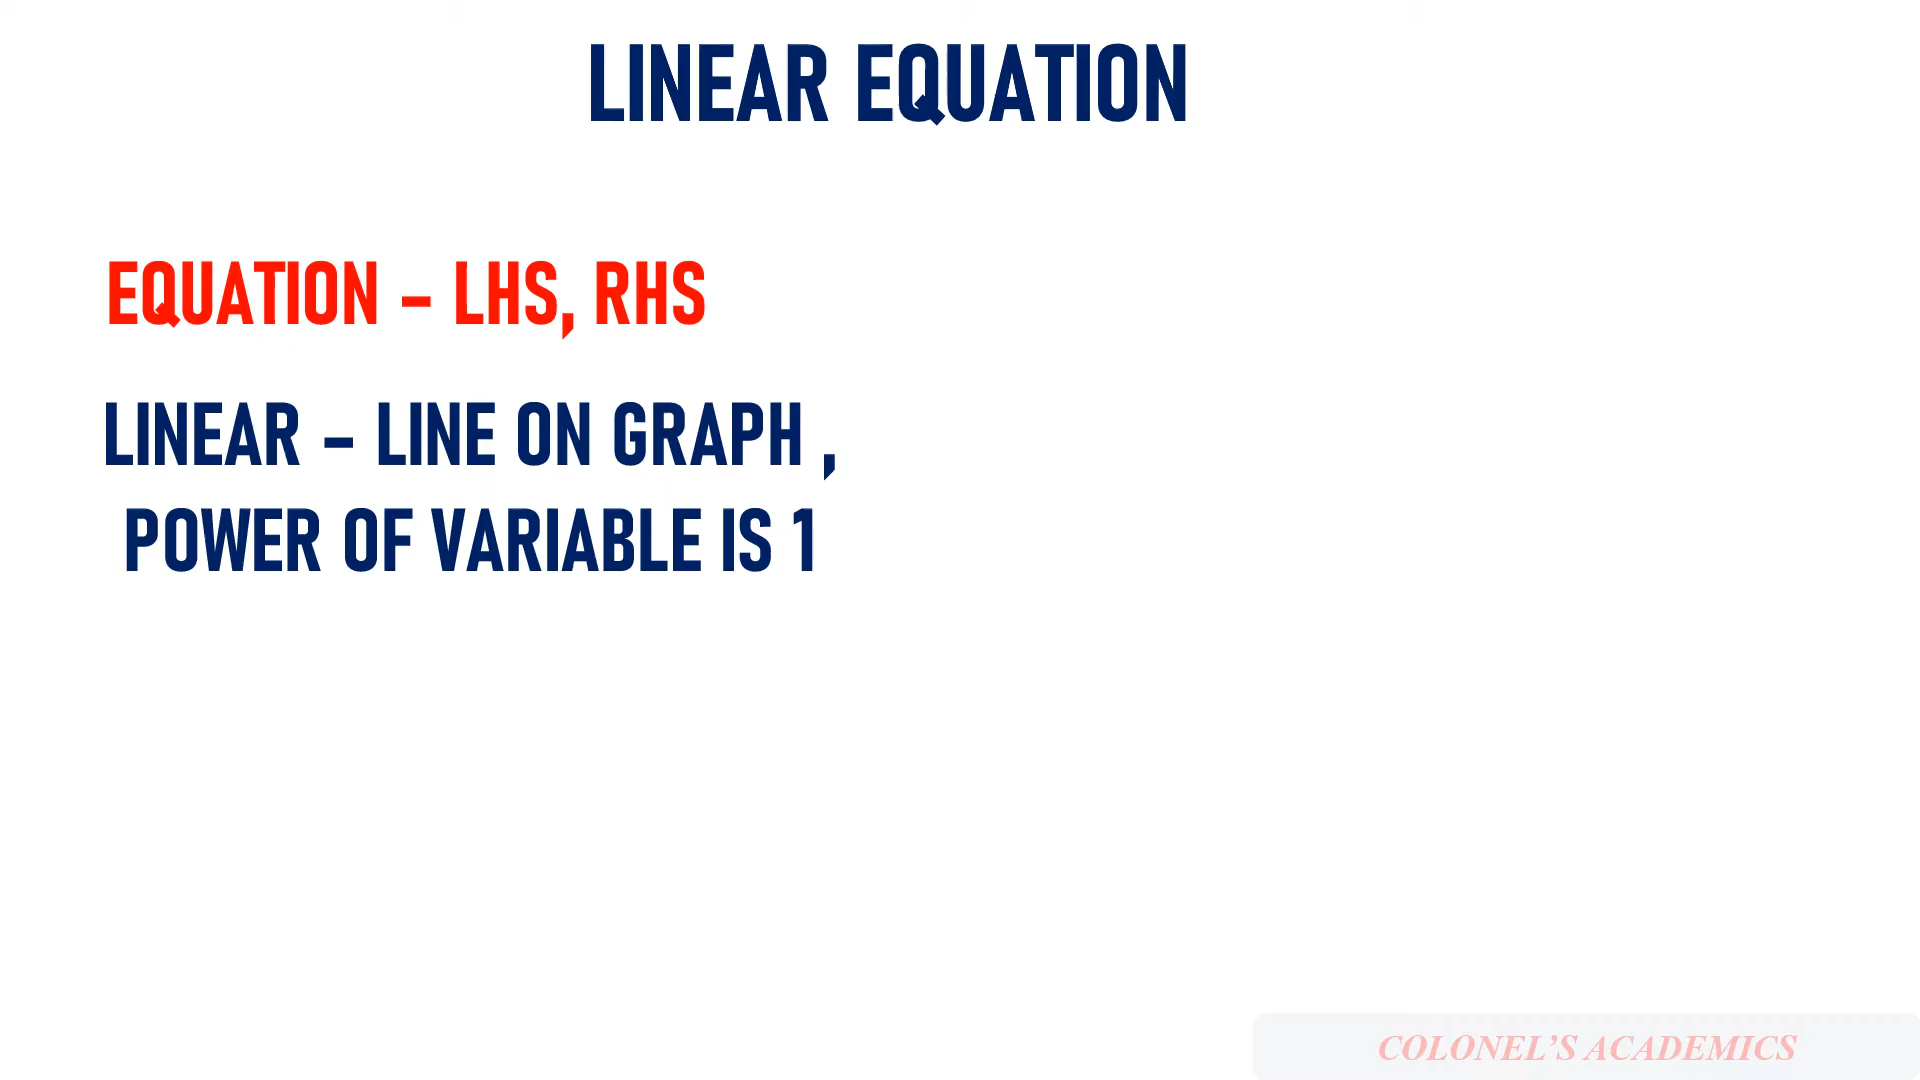 LINEAR EQUATION
EQUATION – LHS, RHS
LINEAR – LINE ON GRAPH ,
POWER OF VARIABLE IS 1
COLONEL’S ACADEMICS